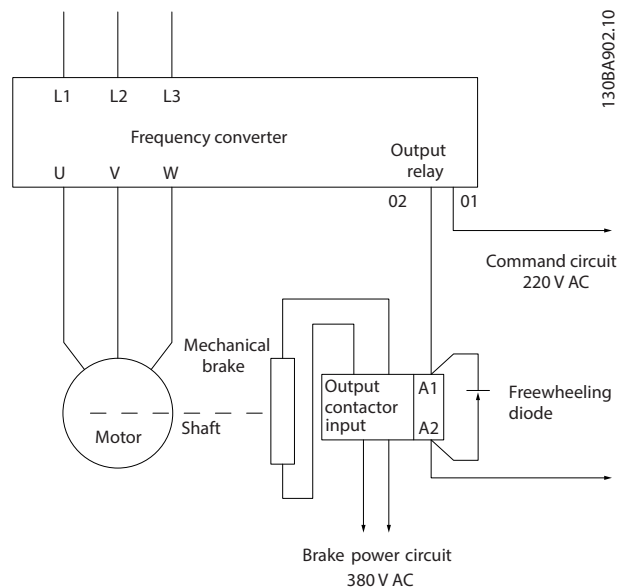 130BA902.10
L1 L2 L3
Frequency converter
U V W
Output
relay
02 01
Command circuit
220 V AC
Mechanical
brake
Output
contactor
input
A1
A2
Freewheeling
diode
Motor
Shaft
Brake power circuit
380 V AC